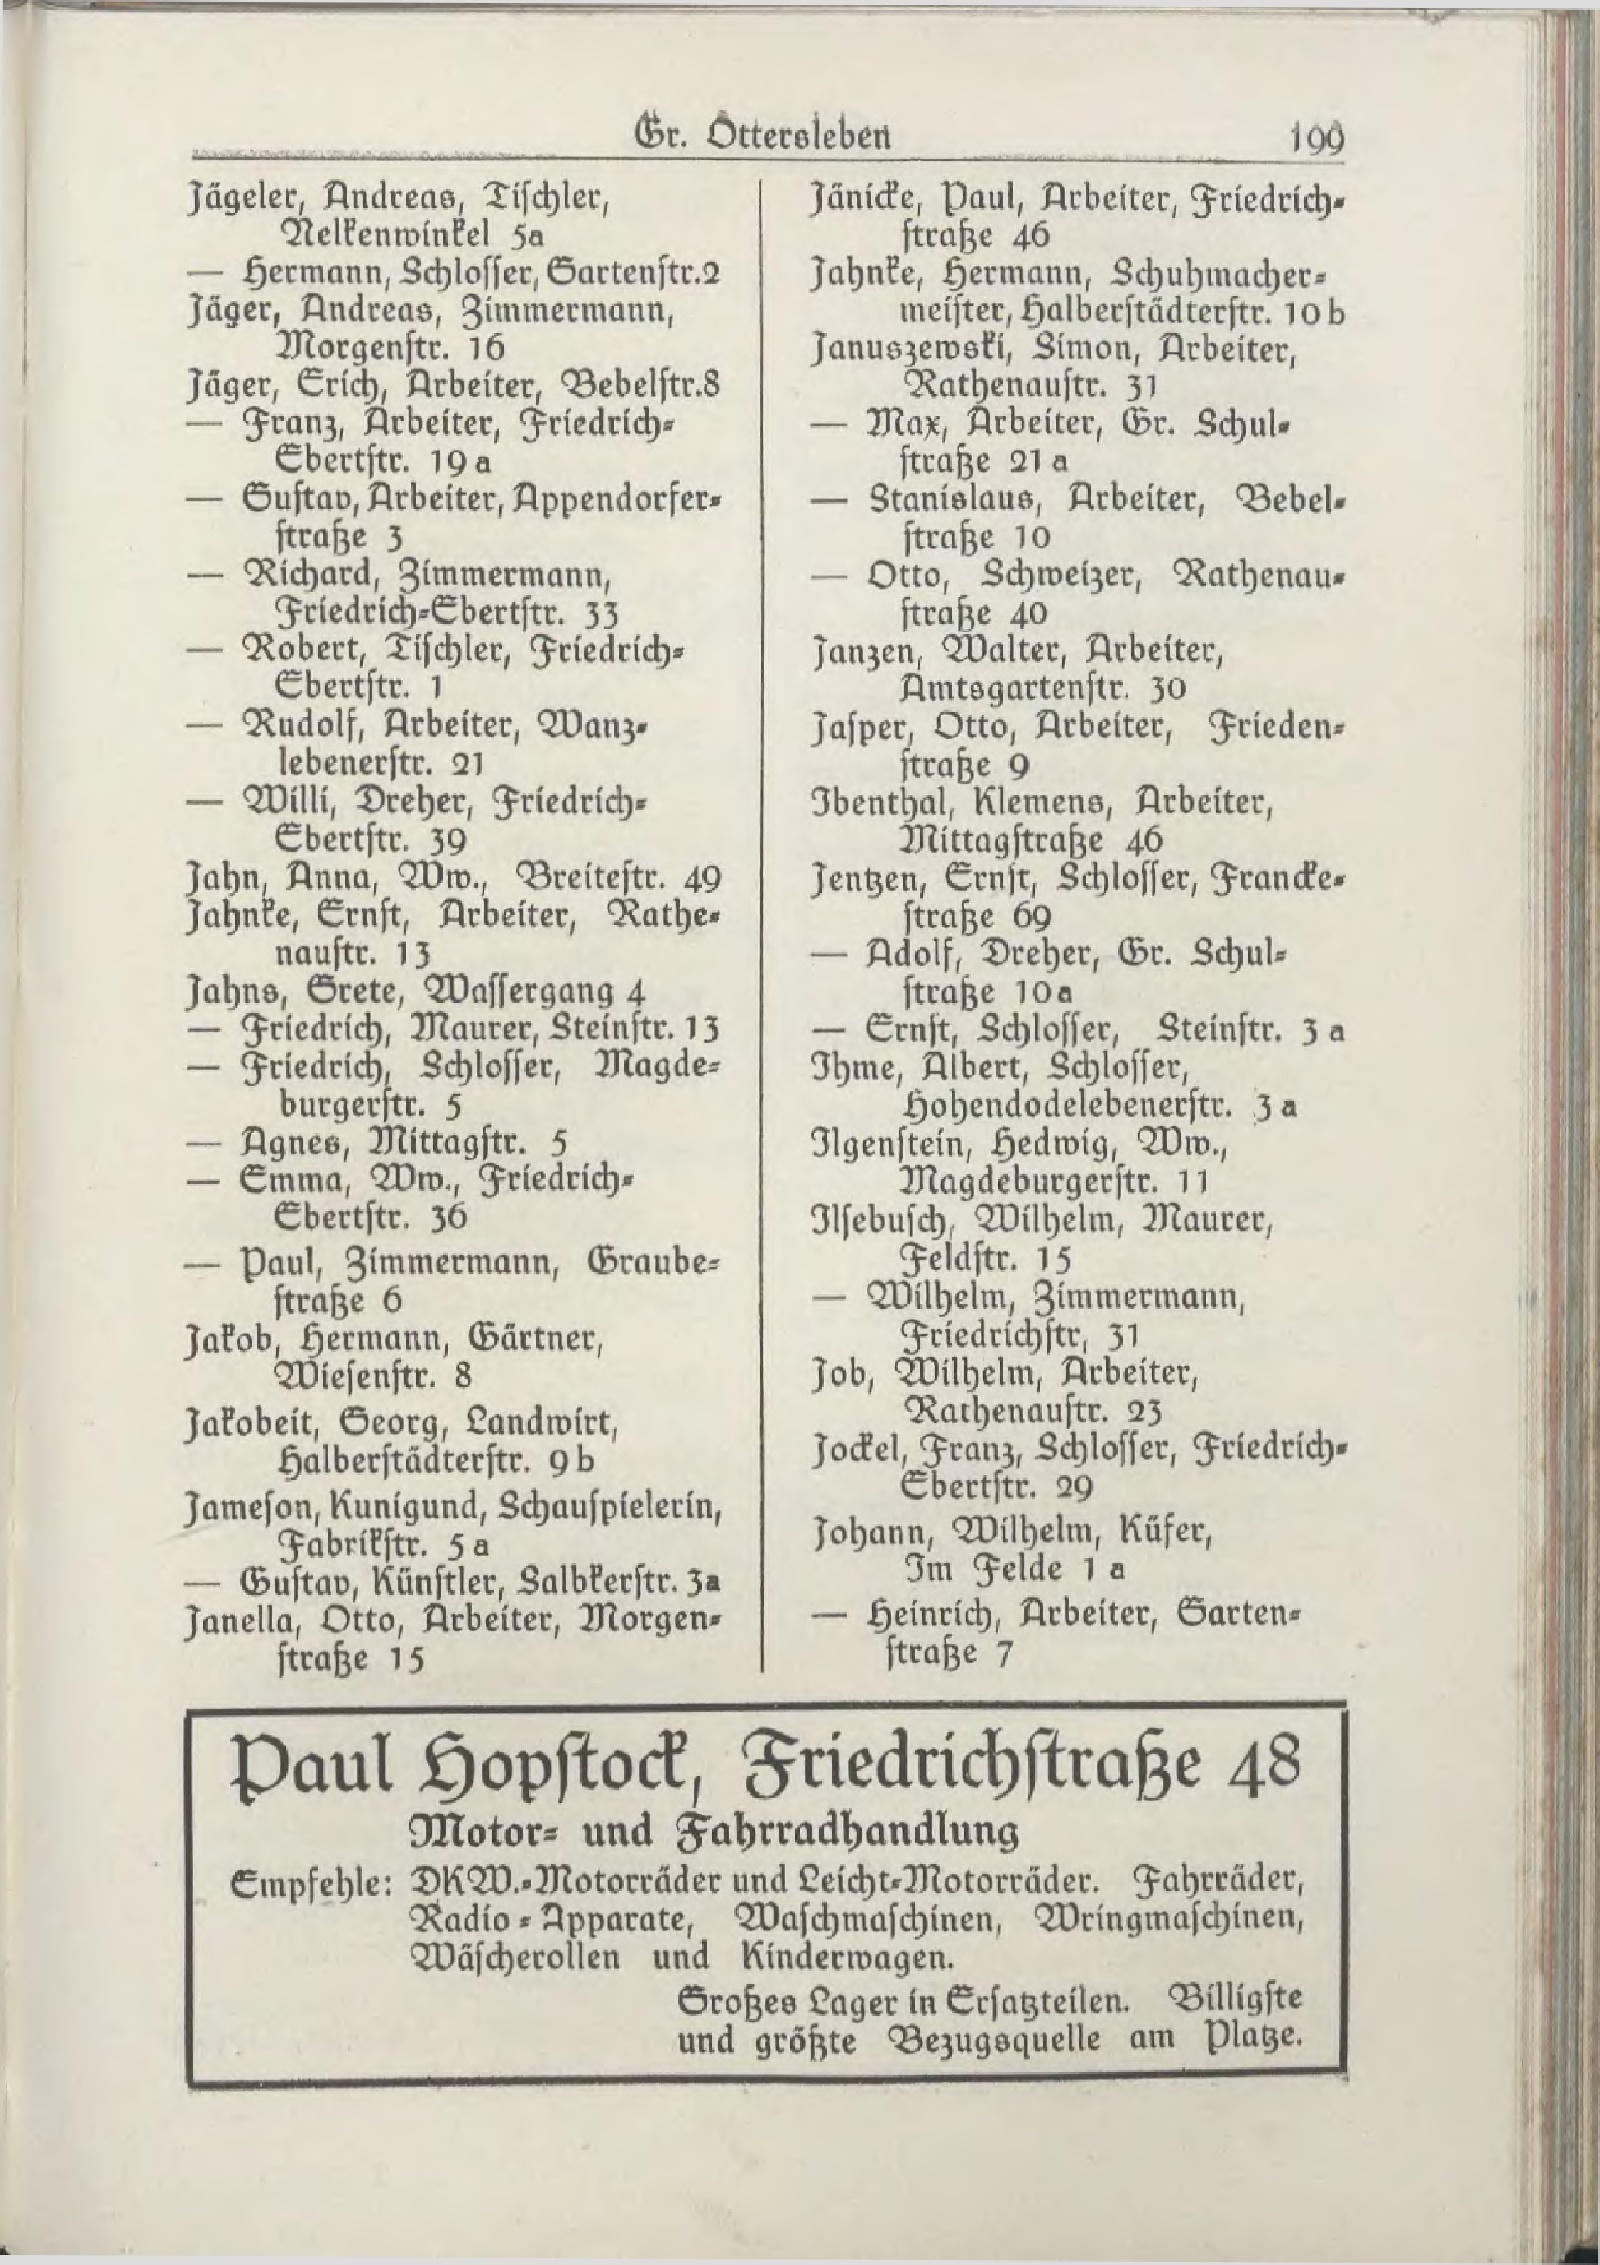 Gr. Ottersleben
199
Jägeler, Andreas, Tischler,
Nelkenwinkel 5a
— Hermann, Schlosser, Gartenstr.2
Jäger, Andreas, Zimmermann,
Morgenstr. 16
Jäger, Erich, Arbeiter, Bebelstr.8
— Franz, Arbeiter, Friedrich-
Ebertstr. 19 a
— Gustav, Arbeiter, Appendorfer-
straße 3
— Richard, Zimmermann,
Friedrich-Ebertstr. 33
— Robert, Tischler, Friedrich-
Ebertstr. 1
— Rudolf, Arbeiter, Wanz-
lebenerstr. 21
— Willi, Dreher, Friedrich-
Ebertstr. 39
Jahn, Anna, Ww., Breitestr. 49
Jahnke, Ernst, Arbeiter, Rathe-
naustr. 13
Jahns, Grete, Wassergang 4
— Friedrich, Maurer, Steinstr. 13
— Friedrich, Schlosser, Magde-
burgerstr. 5
— Agnes, Mittagstr. 5
— Emma, Ww., Friedrich-
Ebertstr. 36
— Paul, Zimmermann, Graube-
straße 6
Jakob, Hermann, Gärtner,
Wiesenstr. 8
Jakobeit, Georg, Landwirt,
Halberstädterstr. 9 b
Jameson, Kunigund, Schauspielerin,
Fabrikstr. 5 a
— Gustav, Künstler, Salbkerstr. 3a
Janella, Otto, Arbeiter, Morgen-
straße 15
Jänicke, Paul, Arbeiter, Friedrich-
straße 46
Jahnke, Hermann, Schuhmacher-
meister, Halberstädterstr. 10 b
Januszewski, Simon, Arbeiter,
Rathenaustr. 31
— Max, Arbeiter, Gr. Schul-
straße 21 a
— Stanislaus, Arbeiter, Bebel-
straße 10
— Otto, Schweizer, Rathenau-
straße 40
Janzen, Walter, Arbeiter,
Amtsgartenstr. 30
Jasper, Otto, Arbeiter, Frieden-
straße 9
Ibenthal, Klemens, Arbeiter,
Mittagstraße 46
Jentzen, Ernst, Schlosser, Francke-
straße 69
— Adolf, Dreher, Gr. Schul-
straße 10a
— Ernst, Schlosser, Steinstr. 3 a
Ihme, Albert, Schlosser,
Hohendodelebenerstr. 3 a
Ilgenstein, Hedwig, Ww.,
Magdeburgerstr. 11
Ilsebusch, Wilhelm, Maurer,
Feldstr. 15
— Wilhelm, Zimmermann,
Friedrichstr, 31
Job, Wilhelm, Arbeiter,
Rathenaustr. 23
Jockel, Franz, Schlosser, Friedrich-
Ebertstr. 29
Johann, Wilhelm, Küfer,
Im Felde 1 a
— Heinrich, Arbeiter, Garten-
straße 7
Paul Hopstock, Friedrichstraße 48
Motor- und Fahrradhandlung
Empfehle: DKW.-Motorräder und Leicht-Motorräder. Fahrräder,
Radio-Apparate, Waschmaschinen, Wringmaschinen,
Wäscherollen und Kinderwagen.
Großes Lager in Ersatzteilen. Billigste
und größte Bezugsquelle am Platze.